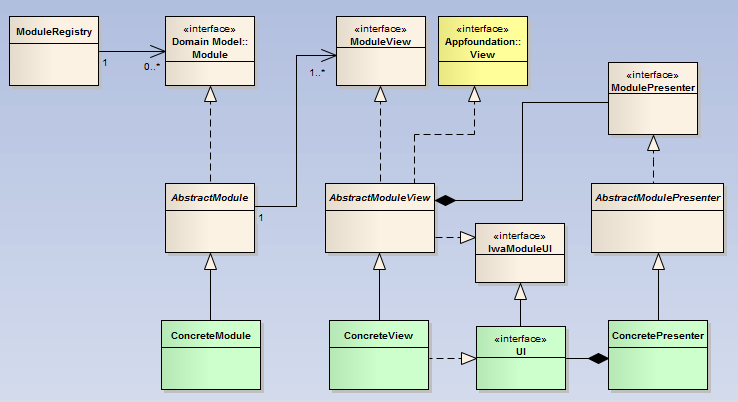 ModuleRegistry
«interface»
Domain Model::
Module
«interface»
ModuleView
«interface»
Appfoundation::
View
«interface»
ModulePresenter
1
0..*
1..*
AbstractModule
1
AbstractModuleView
AbstractModulePresenter
«interface»
IwaModuleUI
ConcreteModule
ConcreteView
«interface»
UI
ConcretePresenter